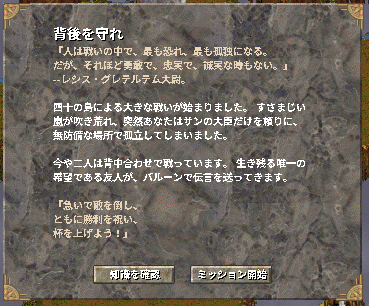 背後を守れ
『人は戦いの中で、最も恐れ、最も孤独になる。
だが、それほど勇敢で、忠実で、誠実な時もない。』
--レシス・グレテルテム大尉。
四十の島による大きな戦いが始まりました。 すさまじい
嵐が吹き荒れ、突然あなたはサンの大臣だけを頼りに、
無防備な場所で孤立してしまいました。
今や二人は背中合わせで戦っています。 生き残る唯一の
希望である友人が、バルーンで伝言を送ってきます。
『急いで敵を倒し、
ともに勝利を祝い、
杯を上げよう！』
知識を確認
ミッション開始